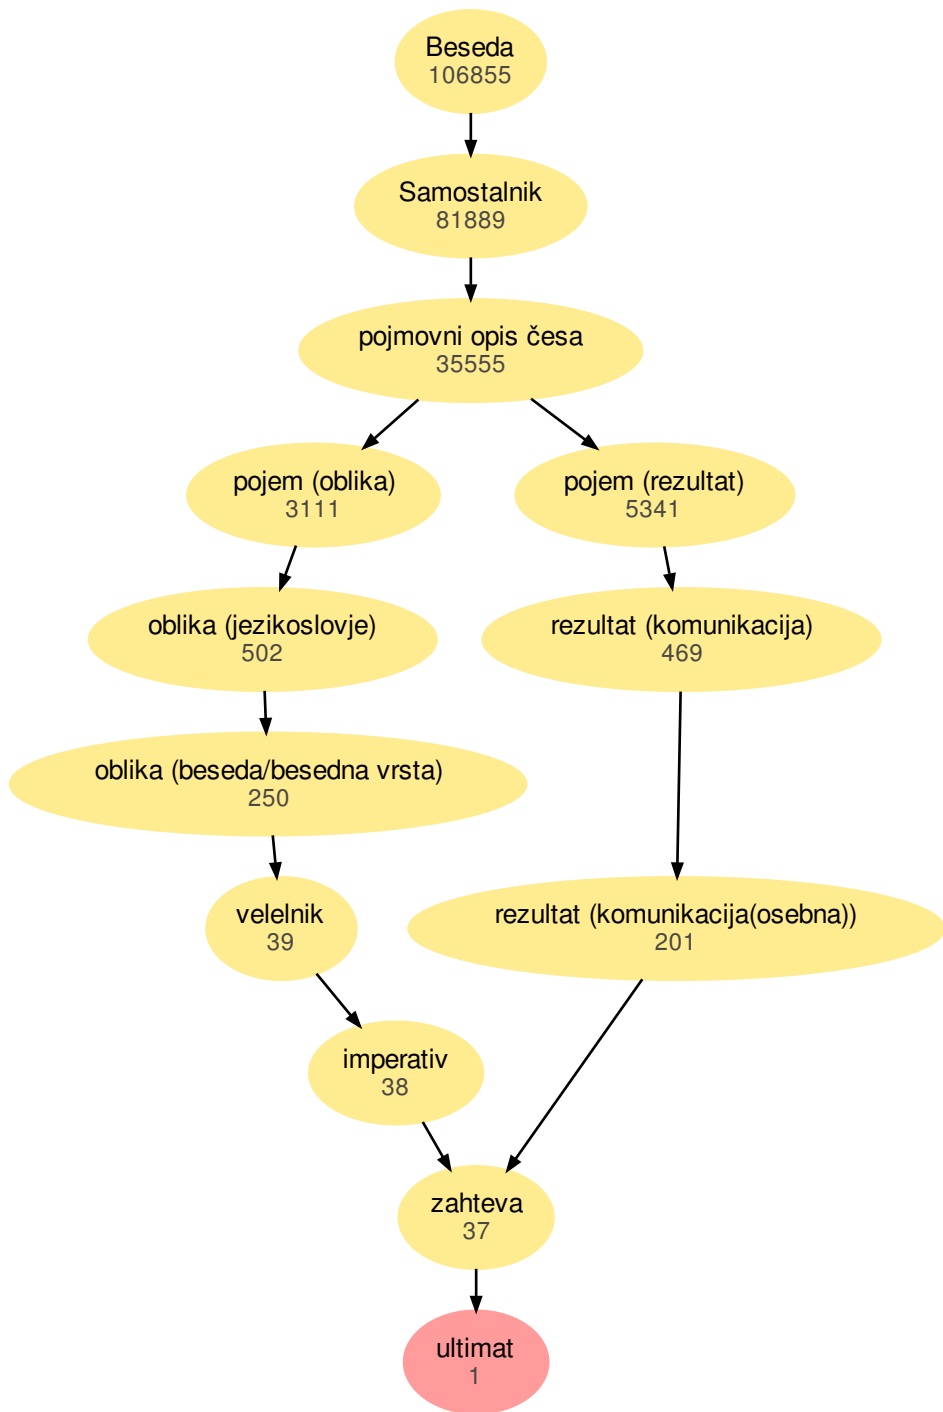 Beseda
106855
Samostalnik
81889
pojmovni opis česa
35555
pojem (oblika)
3111
pojem (rezultat)
5341
oblika (jezikoslovje)
502
rezultat (komunikacija)
469
oblika (beseda/besedna vrsta)
250
velelnik
39
rezultat (komunikacija(osebna))
201
imperativ
38
zahteva
37
ultimat
1